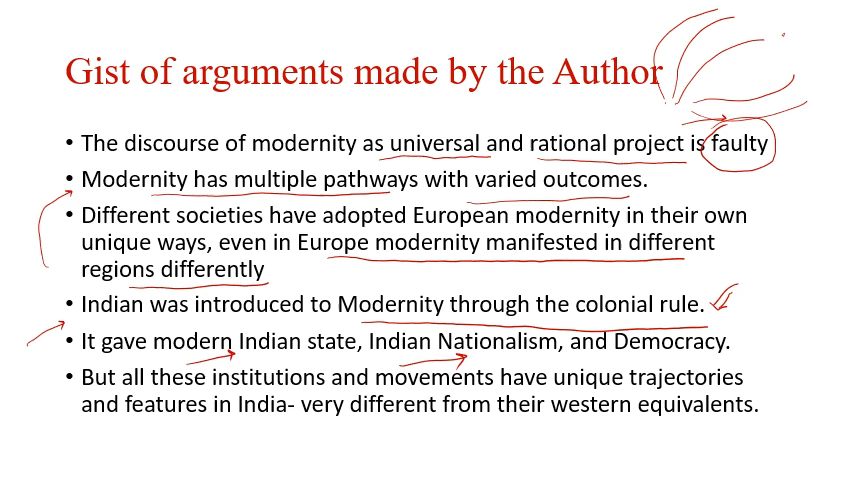 Gist of arguments made by the Author
• The discourse of modernity as universal and rational project is faulty
• Modernity has multiple pathways with varied outcomes.
• Different societies have adopted European modernity in their own
unique ways, even in Europe modernity manifested in different
regions differently
• Indian was introduced to Modernity through the colonial rule.
• It gave modern Indian state, Indian Nationalism, and Democracy.
• But all these institutions and movements have unique trajectories
and features in India- very different from their western equivalents.